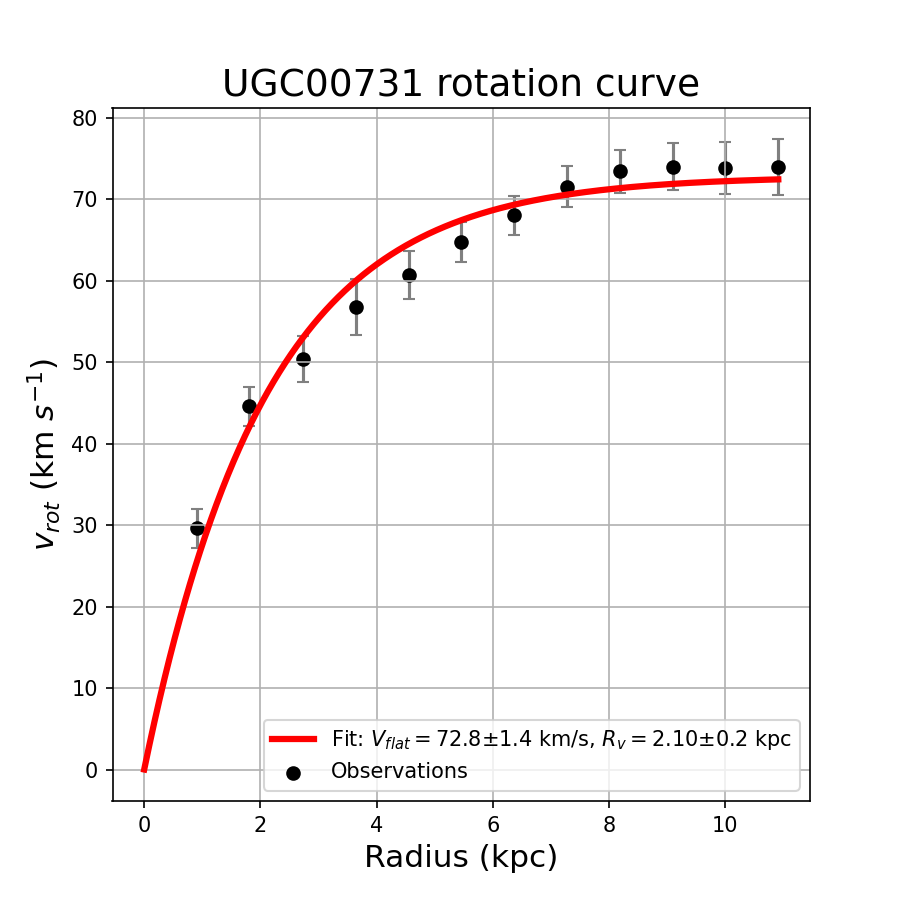 UGC00731 rotation curve
80
70
60
50
40
30
20
10
0
v_rot (km s⁻¹)
Fit: V_flat = 72.8±1.4 km/s, R_v = 2.10±0.2 kpc
Observations
0 2 4 6 8 10
Radius (kpc)